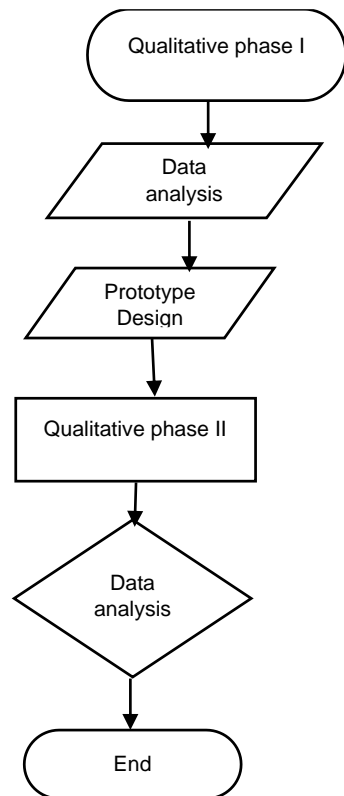 Qualitative phase I
Data
analysis
Prototype
Design
Qualitative phase II
Data
analysis
End